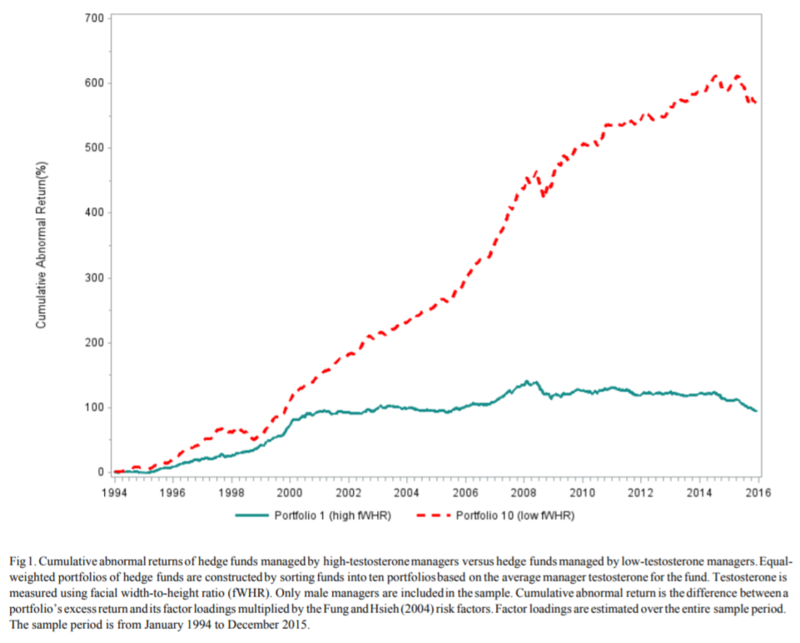 700
600
500
400
300
200
100
0
Cumulative Abnormal Return(%)
1994 1996 1998 2000 2002 2004 2006 2008 2010 2012 2014 2016
Portfolio 1 (high fWHR) Portfolio 10 (low fWHR)
Fig 1. Cumulative abnormal returns of hedge funds managed by high-testosterone managers versus hedge funds managed by low-testosterone managers. Equal-
weighted portfolios of hedge funds are constructed by sorting funds into ten portfolios based on the average manager testosterone for the fund. Testosterone is
measured using facial width-to-height ratio (fWHR). Only male managers are included in the sample. Cumulative abnormal return is the difference between a
portfolio's excess return and its factor loadings multiplied by the Fung and Hsieh (2004) risk factors. Factor loadings are estimated over the entire sample period.
The sample period is from January 1994 to December 2015.